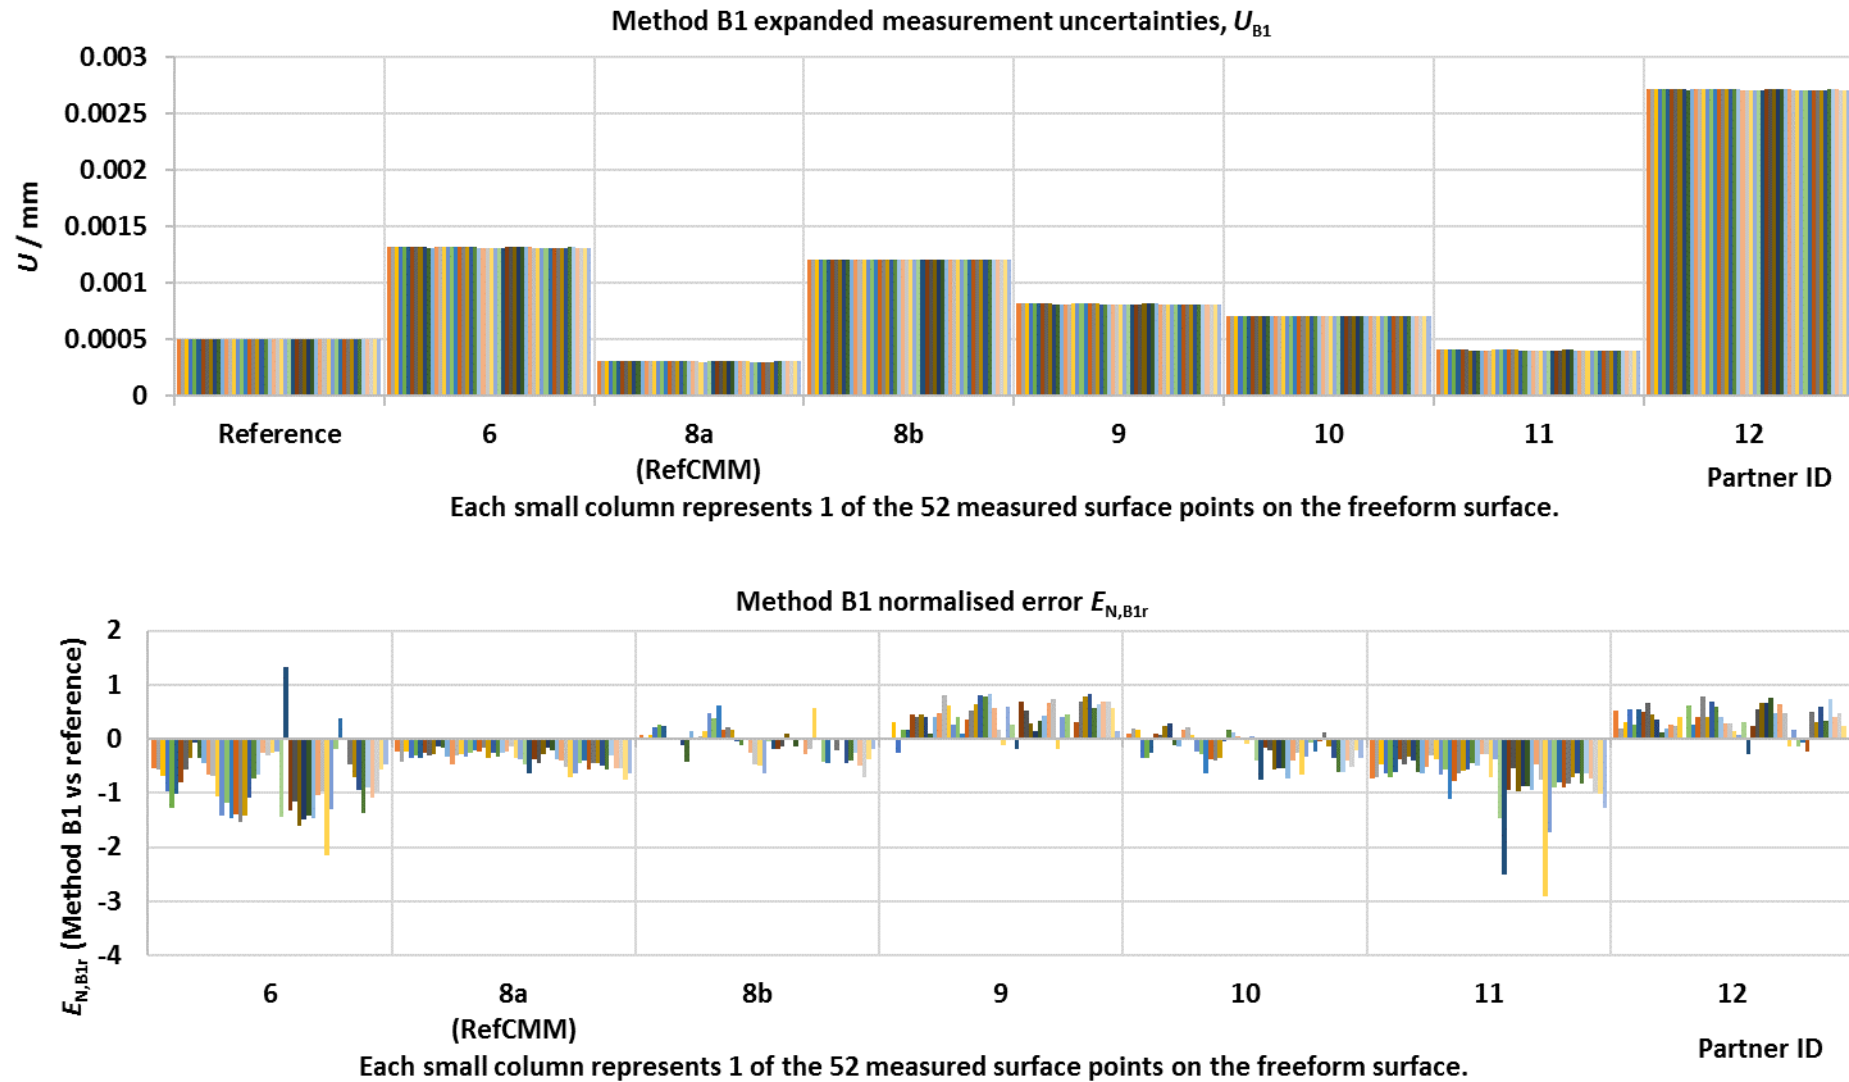 Method B1 expanded measurement uncertainties, U_B1
0.003
0.0025
0.002
0.0015
0.001
0.0005
0
U / mm
Reference 6 8a 8b 9 10 11 12
(RefCMM)
Partner ID
Each small column represents 1 of the 52 measured surface points on the freeform surface.
Method B1 normalised error E_N,B1r
2
1
0
-1
-2
-3
-4
E_N,B1r (Method B1 vs reference)
6 8a 8b 9 10 11 12
(RefCMM)
Partner ID
Each small column represents 1 of the 52 measured surface points on the freeform surface.